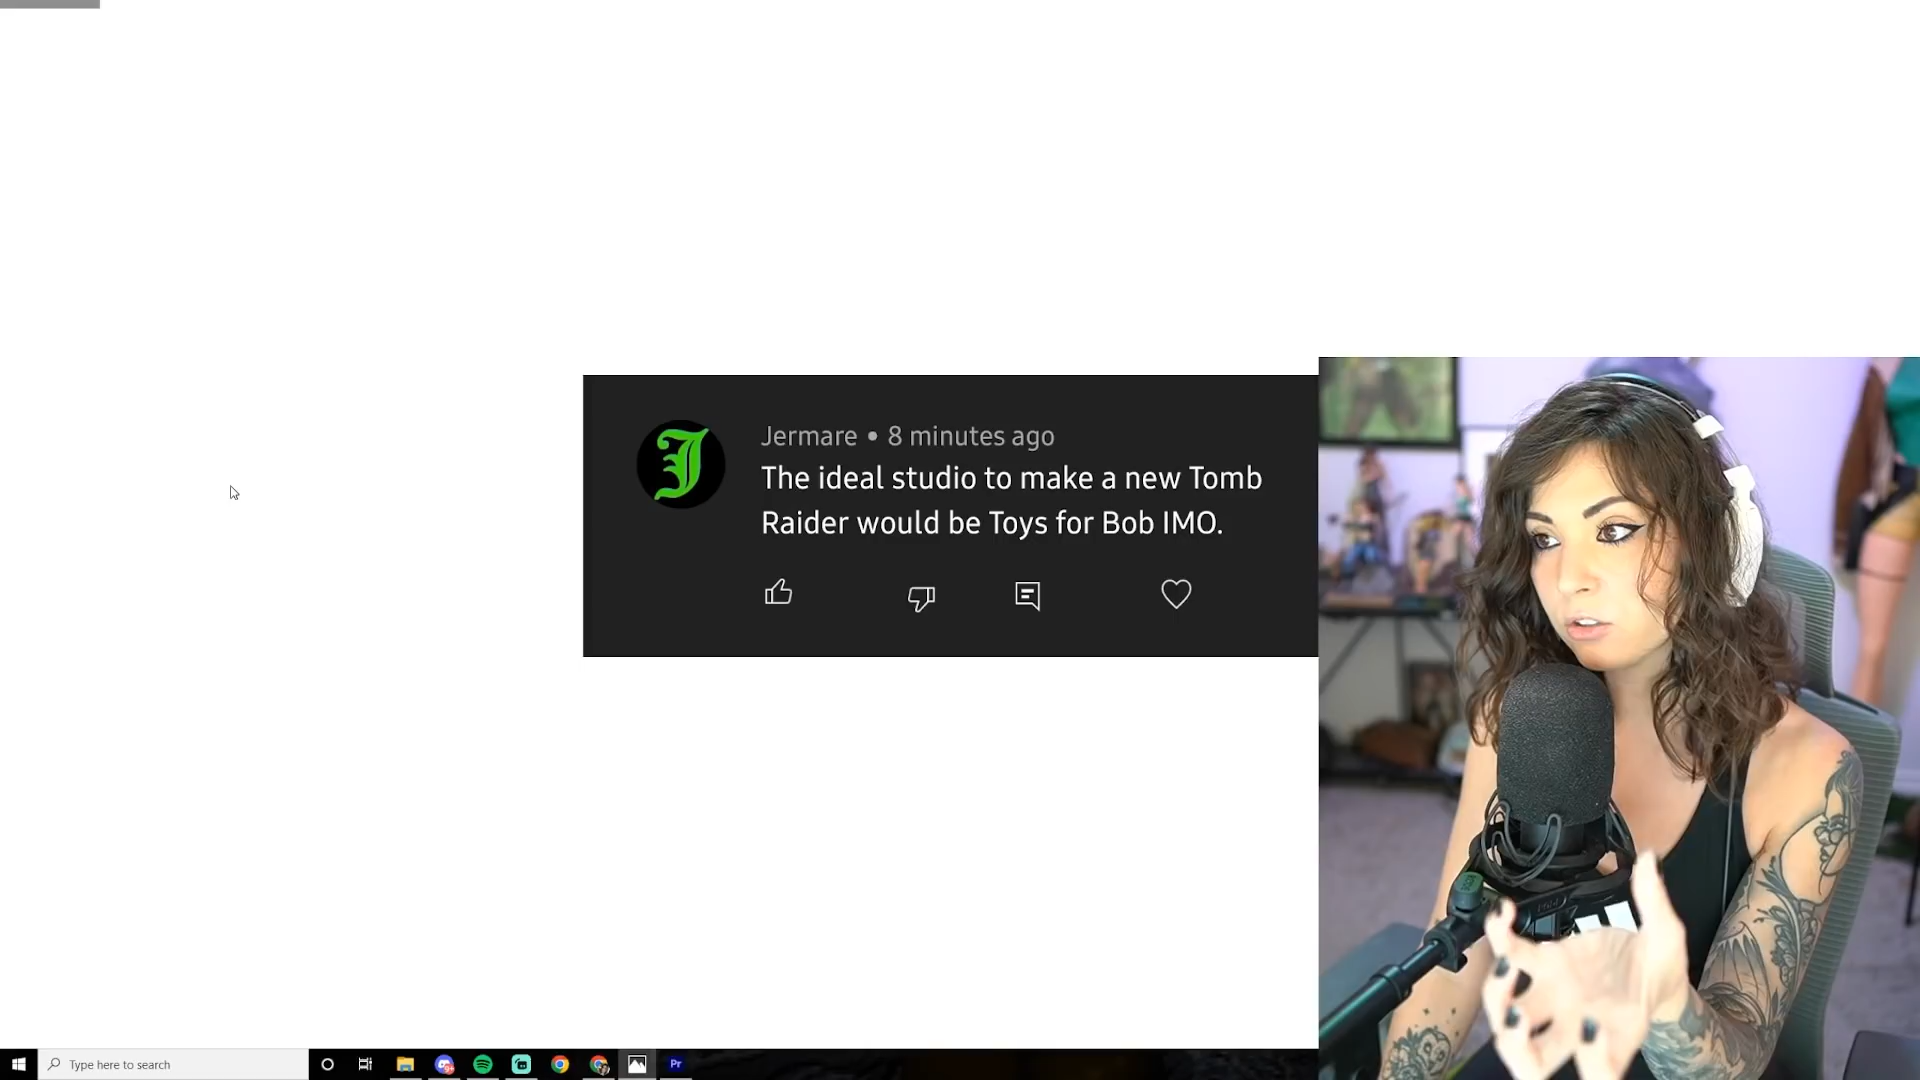 Jermare • 8 minutes ago
The ideal studio to make a new Tomb
Raider would be Toys for Bob IMO.
Type here to search
Pr